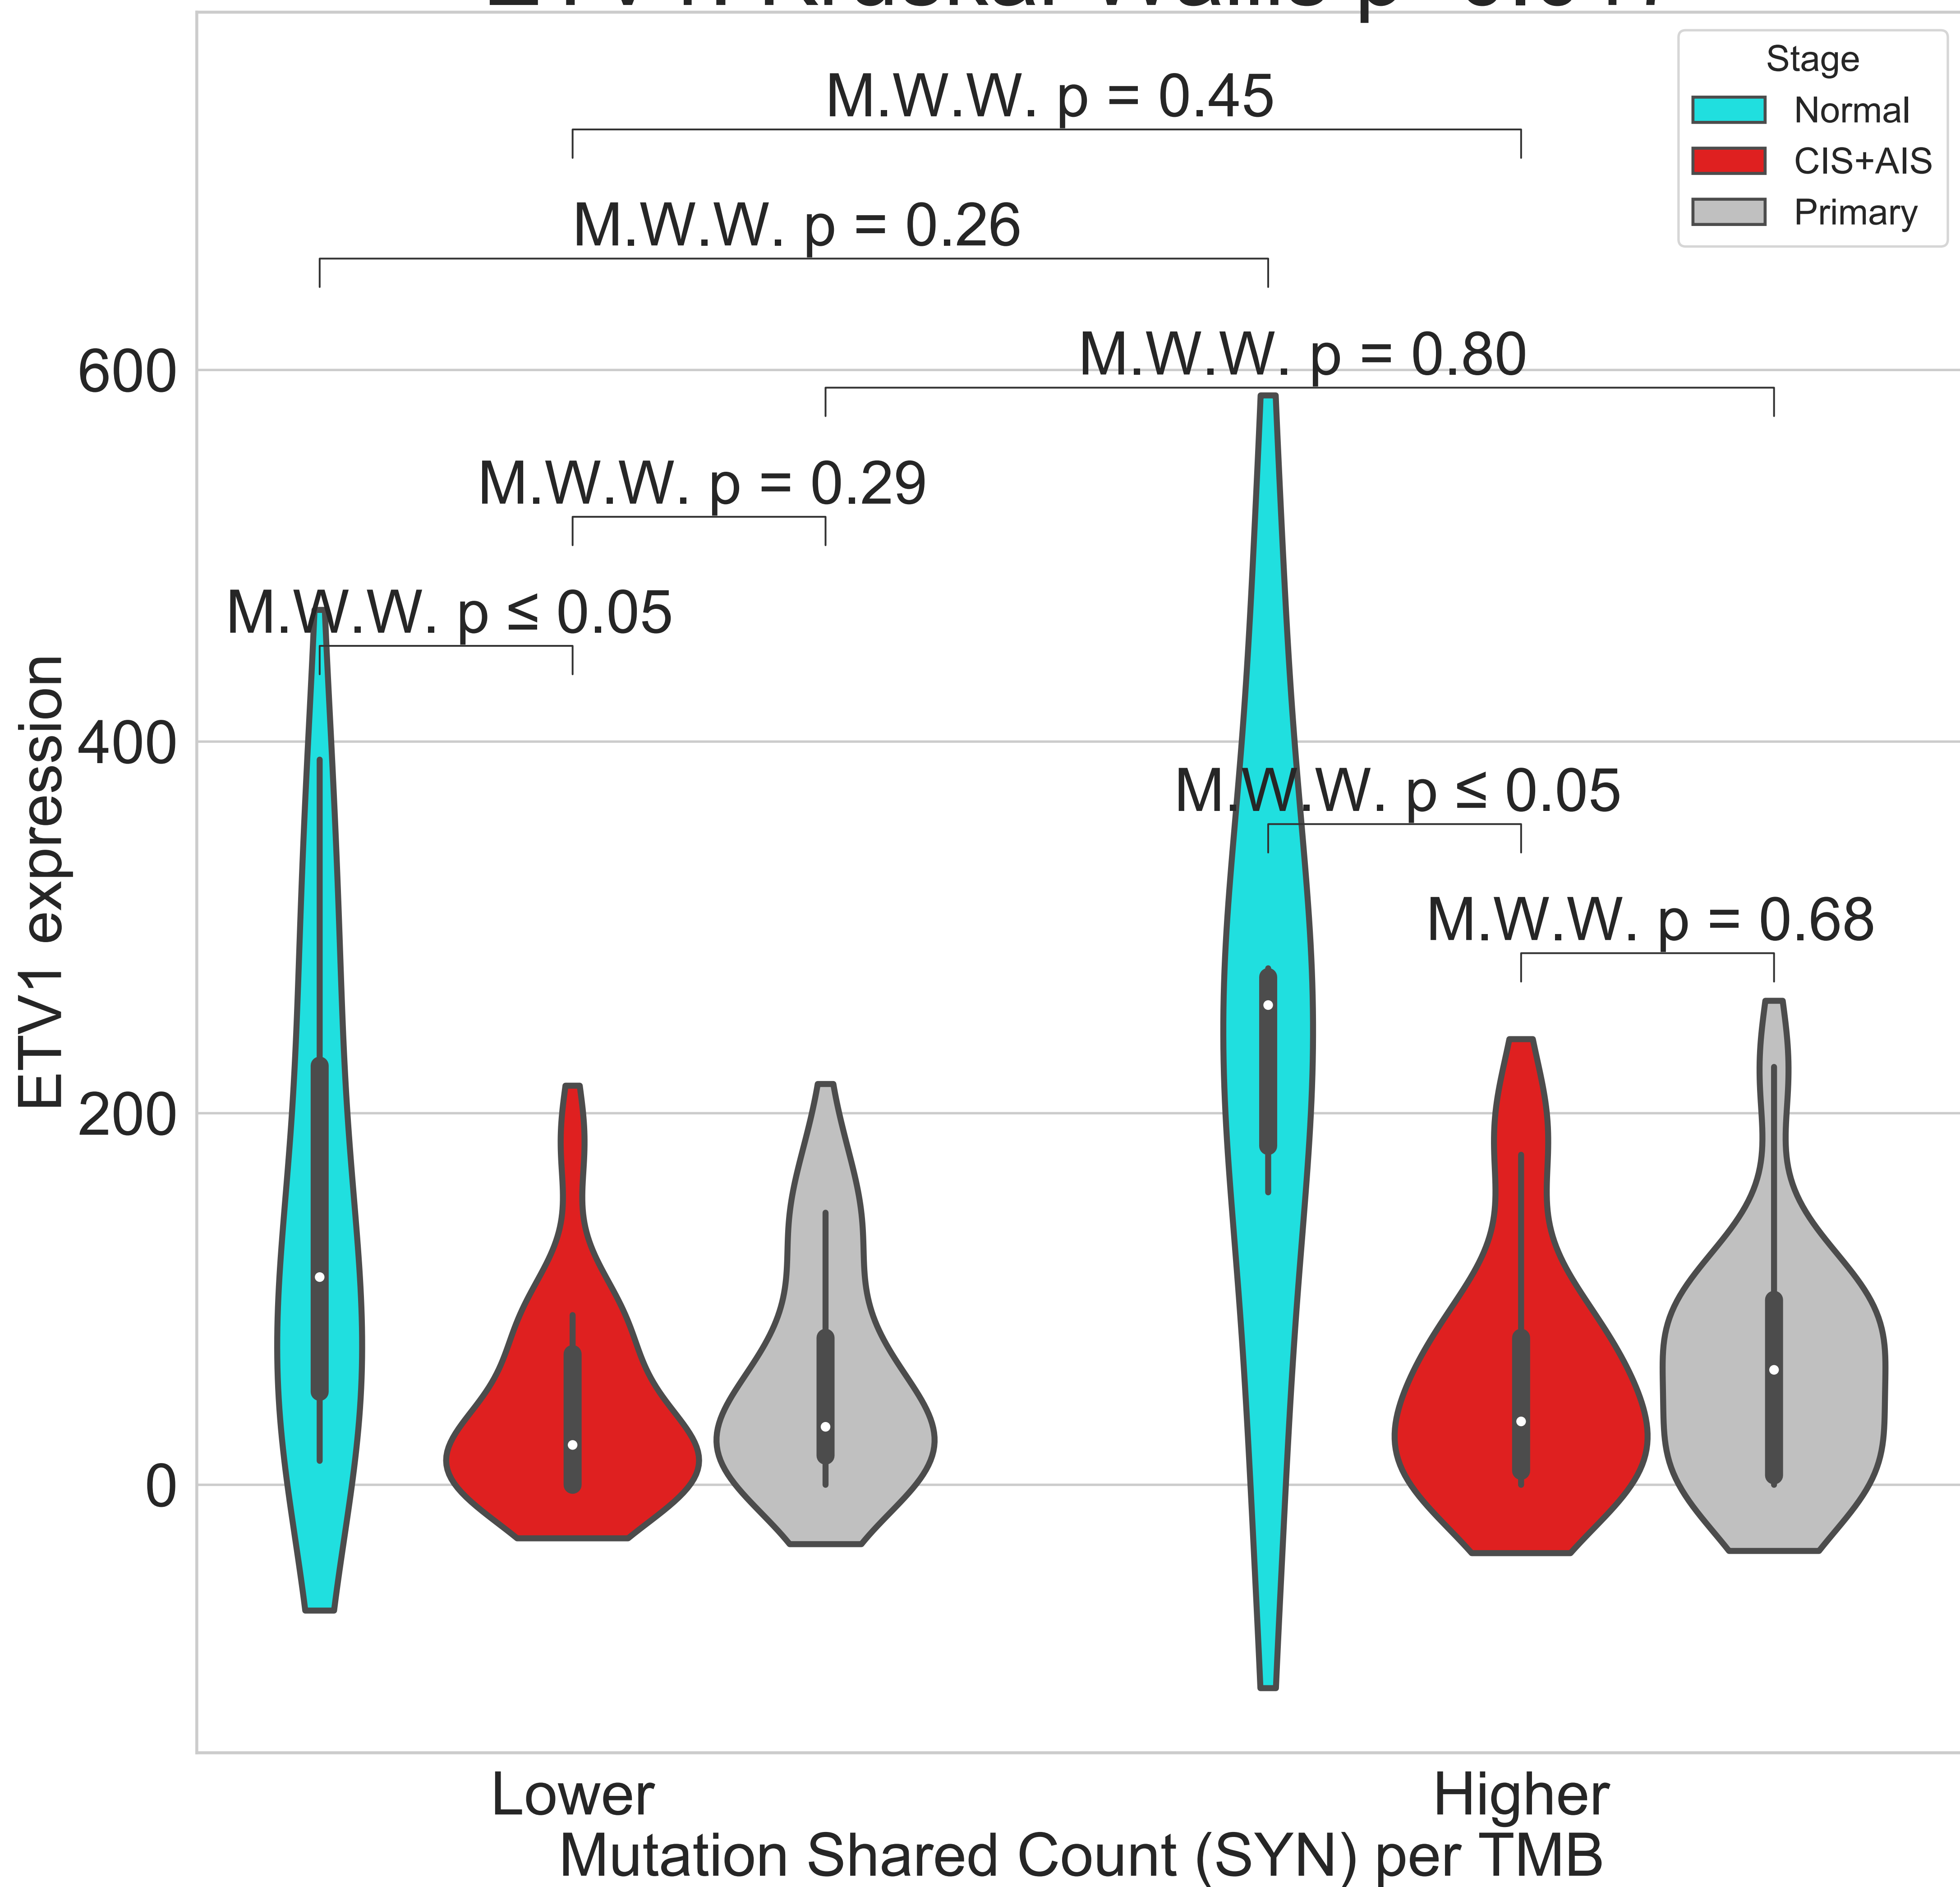 Stage
Normal
CIS+AIS
Primary
M.W.W. p = 0.45
M.W.W. p = 0.26
M.W.W. p = 0.80
M.W.W. p = 0.29
M.W.W. p ≤ 0.05
M.W.W. p ≤ 0.05
M.W.W. p = 0.68
600
400
200
0
ETV1 expression
Lower
Higher
Mutation Shared Count (SYN) per TMB